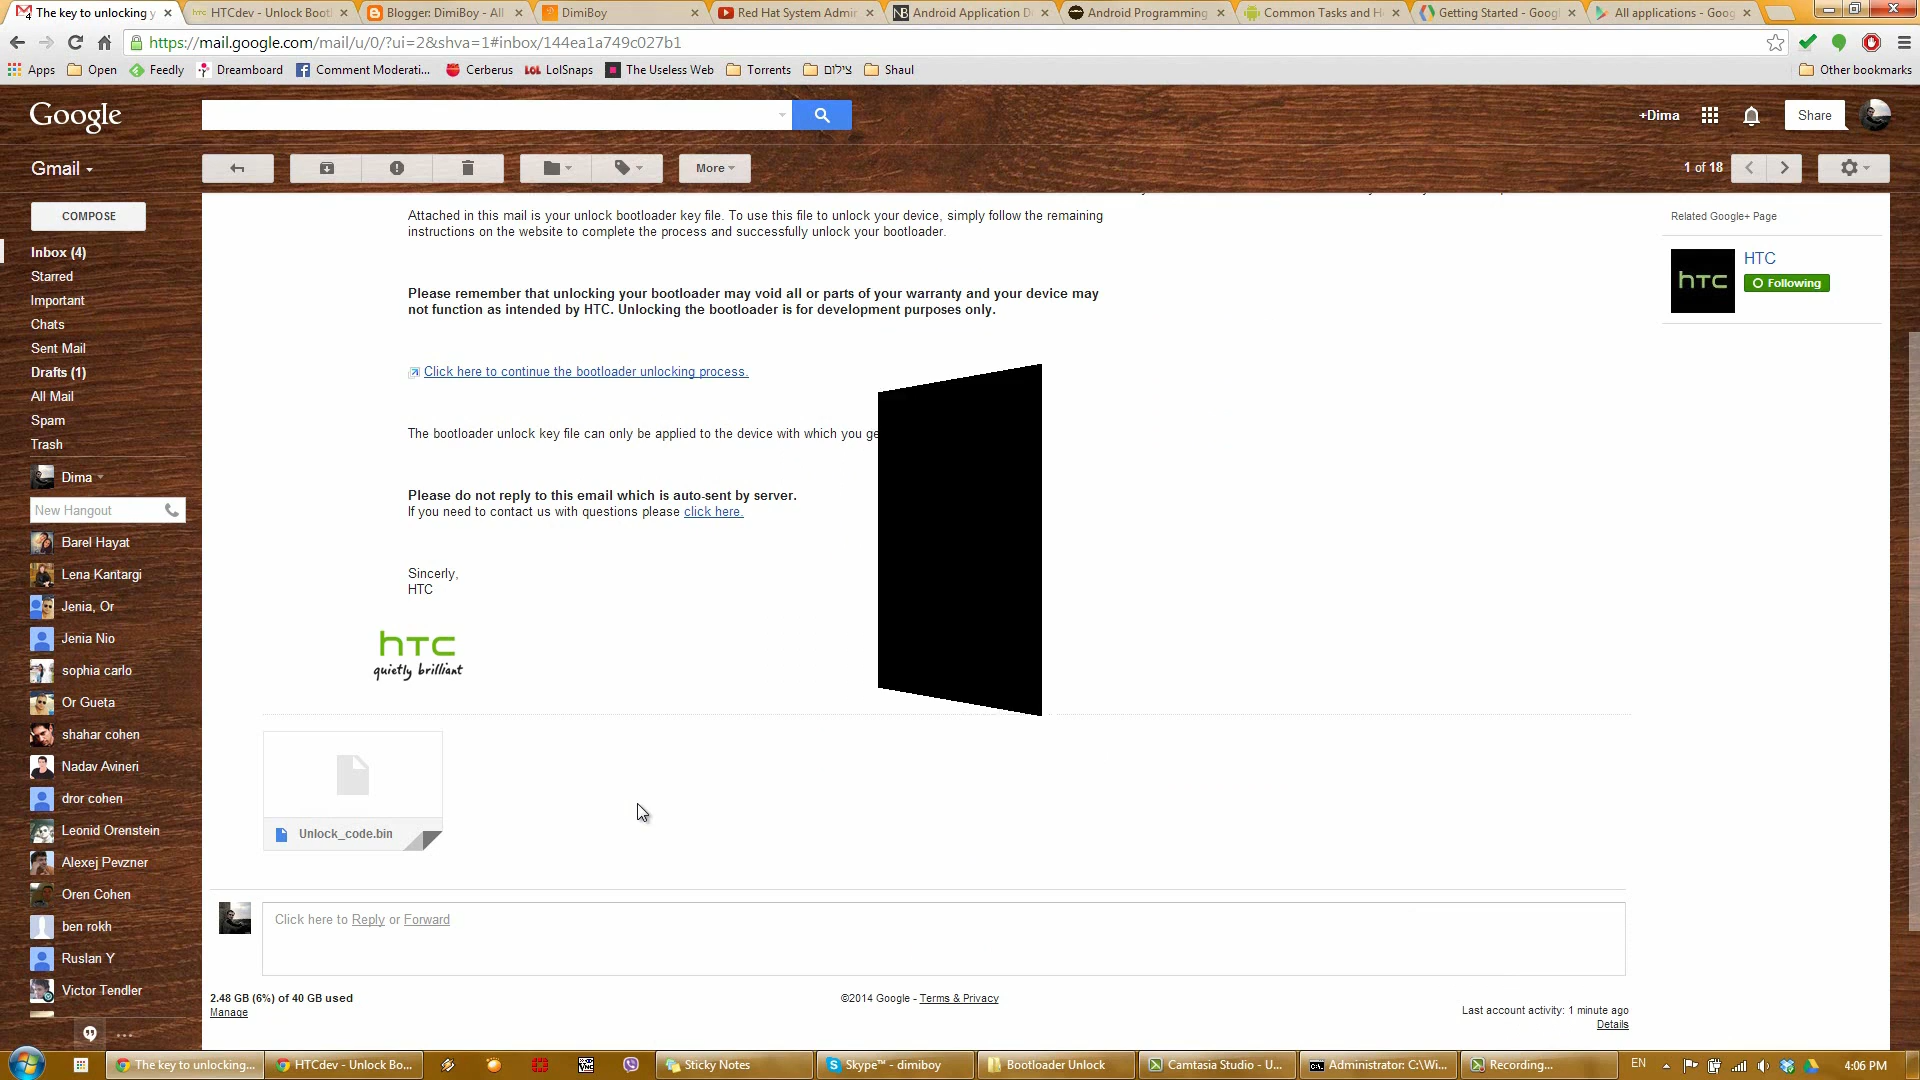 The key to unlocking y
HTCdev - Unlock Bootl
Blogger: DimiBoy - All
DimiBoy
Red Hat System Admin
Android Application D
Android Programming
Common Tasks and H
Getting Started - Googl
All applications - Goog
https://mail.google.com/mail/u/0/?ui=2&shva=1#inbox/144ea1a749c027b1
Apps
Open
Feedly
Dreamboard
Comment Moderati...
Cerberus
LOL LolSnaps
The Useless Web
Torrents
צילום
Shaul
Other bookmarks
Google
+Dima
Share
Gmail
More
1 of 18
COMPOSE
Inbox (4)
Starred
Important
Chats
Sent Mail
Drafts (1)
All Mail
Spam
Trash
Dima
New Hangout
Barel Hayat
Lena Kantargi
Jenia, Or
Jenia Nio
sophia carlo
Or Gueta
shahar cohen
Nadav Avineri
dror cohen
Leonid Orenstein
Alexej Pevzner
Oren Cohen
ben rokh
Ruslan Y
Victor Tendler
Attached in this mail is your unlock bootloader key file. To use this file to unlock your device, simply follow the remaining
instructions on the website to complete the process and successfully unlock your bootloader.
Please remember that unlocking your bootloader may void all or parts of your warranty and your device may
not function as intended by HTC. Unlocking the bootloader is for development purposes only.
Click here to continue the bootloader unlocking process.
The bootloader unlock key file can only be applied to the device with which you ge
Please do not reply to this email which is auto-sent by server.
If you need to contact us with questions please click here.
Sincerly,
HTC
hTC
quietly brilliant
Unlock_code.bin
Click here to Reply or Forward
2.48 GB (6%) of 40 GB used
Manage
©2014 Google - Terms & Privacy
Last account activity: 1 minute ago
Details
Related Google+ Page
hTC
HTC
Following
The key to unlocking...
HTCdev - Unlock Bo...
Sticky Notes
Skype™ - dimiboy
Bootloader Unlock
Camtasia Studio - U...
Administrator: C:\Wi...
Recording...
EN
4:06 PM